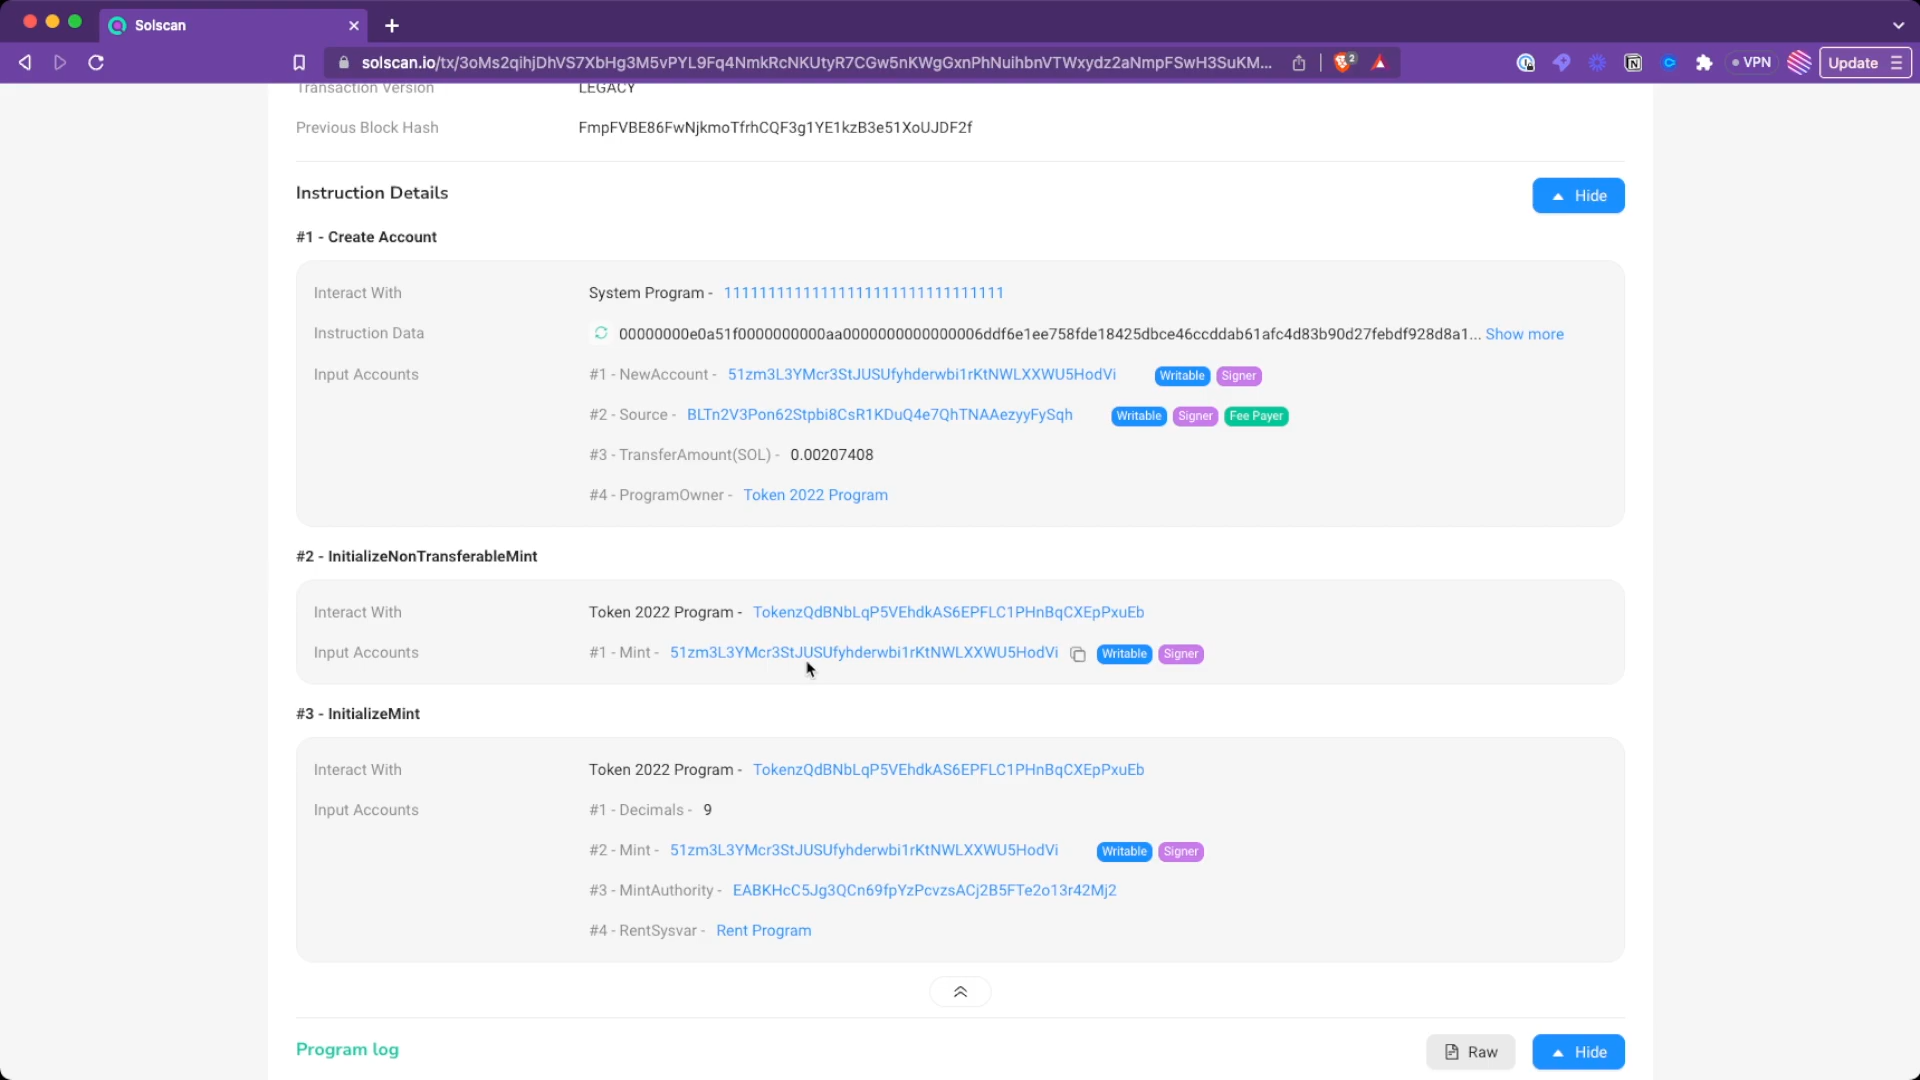 Solscan
solscan.io/tx/3oMs2qihjDhVS7XbHg3M5vPYL9Fq4NmkRcNKUtyR7CGw5nKWgGxnPhNuihbnVTWxydz2aNmpFSwH3SuKM...
2
VPN
Update
Transaction Version LEGACY
Previous Block Hash FmpFVBE86FwNjkmoTfrhCQF3g1YE1kzB3e51XoUJDF2f
Instruction Details
Hide
#1 - Create Account
Interact With System Program - 11111111111111111111111111111111
Instruction Data 00000000e0a51f0000000000aa0000000000000006ddf6e1ee758fde18425dbce46ccddab61afc4d83b90d27febdf928d8a1... Show more
Input Accounts #1 - NewAccount - 51zm3L3YMcr3StJUSUfyhderwbi1rKtNWLXXWU5HodVi Writable Signer
#2 - Source - BLTn2V3Pon62Stpbi8CsR1KDuQ4e7QhTNAAezyyFySqh Writable Signer Fee Payer
#3 - TransferAmount(SOL) - 0.00207408
#4 - ProgramOwner - Token 2022 Program
#2 - InitializeNonTransferableMint
Interact With Token 2022 Program - TokenzQdBNbLqP5VEhdkAS6EPFLC1PHnBqCXEpPxuEb
Input Accounts #1 - Mint - 51zm3L3YMcr3StJUSUfyhderwbi1rKtNWLXXWU5HodVi Writable Signer
#3 - InitializeMint
Interact With Token 2022 Program - TokenzQdBNbLqP5VEhdkAS6EPFLC1PHnBqCXEpPxuEb
Input Accounts #1 - Decimals - 9
#2 - Mint - 51zm3L3YMcr3StJUSUfyhderwbi1rKtNWLXXWU5HodVi Writable Signer
#3 - MintAuthority - EABKHcC5Jg3QCn69fpYzPcvzsACj2B5FTe2o13r42Mj2
#4 - RentSysvar - Rent Program
Program log
Raw
Hide